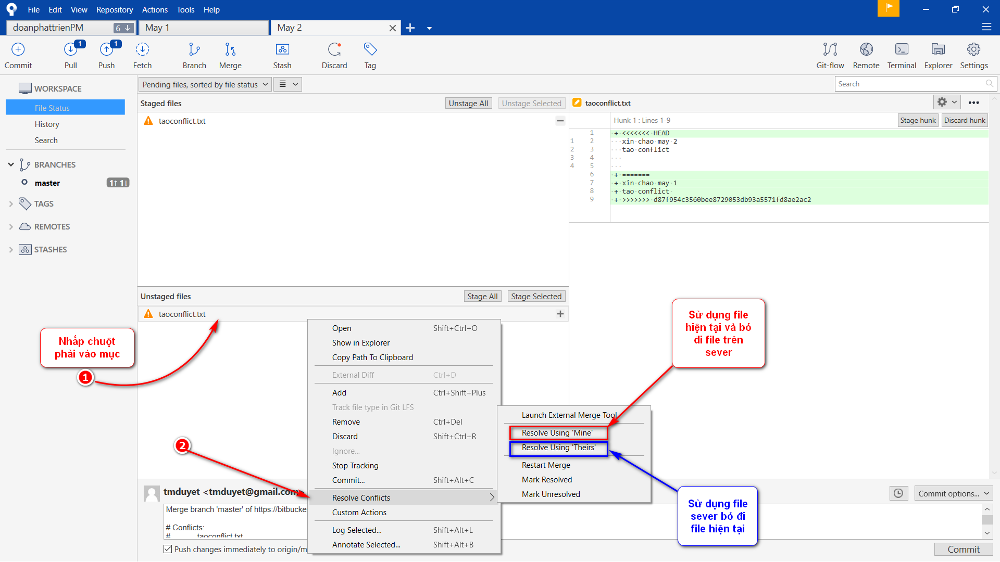 File Edit View Repository Actions Tools Help
doanphattrienPM 6 ↓ May 1 May 2
1 1
Commit Pull Push Fetch Branch Merge Stash Discard Tag Git-flow Remote Terminal Explorer Settings
WORKSPACE
File Status
History
Search
BRANCHES
master 1↑ 1↓
TAGS
REMOTES
STASHES
Pending files, sorted by file status
Search
Staged files Unstage All Unstage Selected
taoconflict.txt
Unstaged files Stage All Stage Selected
taoconflict.txt
taoconflict.txt
Hunk 1 : Lines 1-9 Stage hunk Discard hunk
1 + <<<<<<< HEAD
1 2 xin chao may 2
2 3 tao conflict
3 4
4 5
6 + =======
7 + xin chao may 1
8 + tao conflict
9 + >>>>>>> d87f954c3560bee8729053db93a5571fd8ae2ac2
Nhấp chuột
phải vào mục
1
2
Open Shift+Ctrl+O
Show in Explorer
Copy Path To Clipboard
External Diff Ctrl+D
Add Ctrl+Shift+Plus
Track file type in Git LFS
Remove Ctrl+Del
Discard Shift+Ctrl+R
Ignore...
Stop Tracking
Commit... Shift+Alt+C
Resolve Conflicts
Custom Actions
Log Selected... Shift+Alt+L
Annotate Selected... Shift+Alt+B
Launch External Merge Tool
Resolve Using 'Mine'
Resolve Using 'Theirs'
Restart Merge
Mark Resolved
Mark Unresolved
Sử dụng file
hiện tại và bỏ
đi file trên
sever
Sử dụng file
sever bỏ đi
file hiện tại
tmduyet <tmduyet@gmail.com>
Commit options...
Merge branch 'master' of https://bitbucke
# Conflicts:
# taoconflict.txt
Push changes immediately to origin/m
Commit